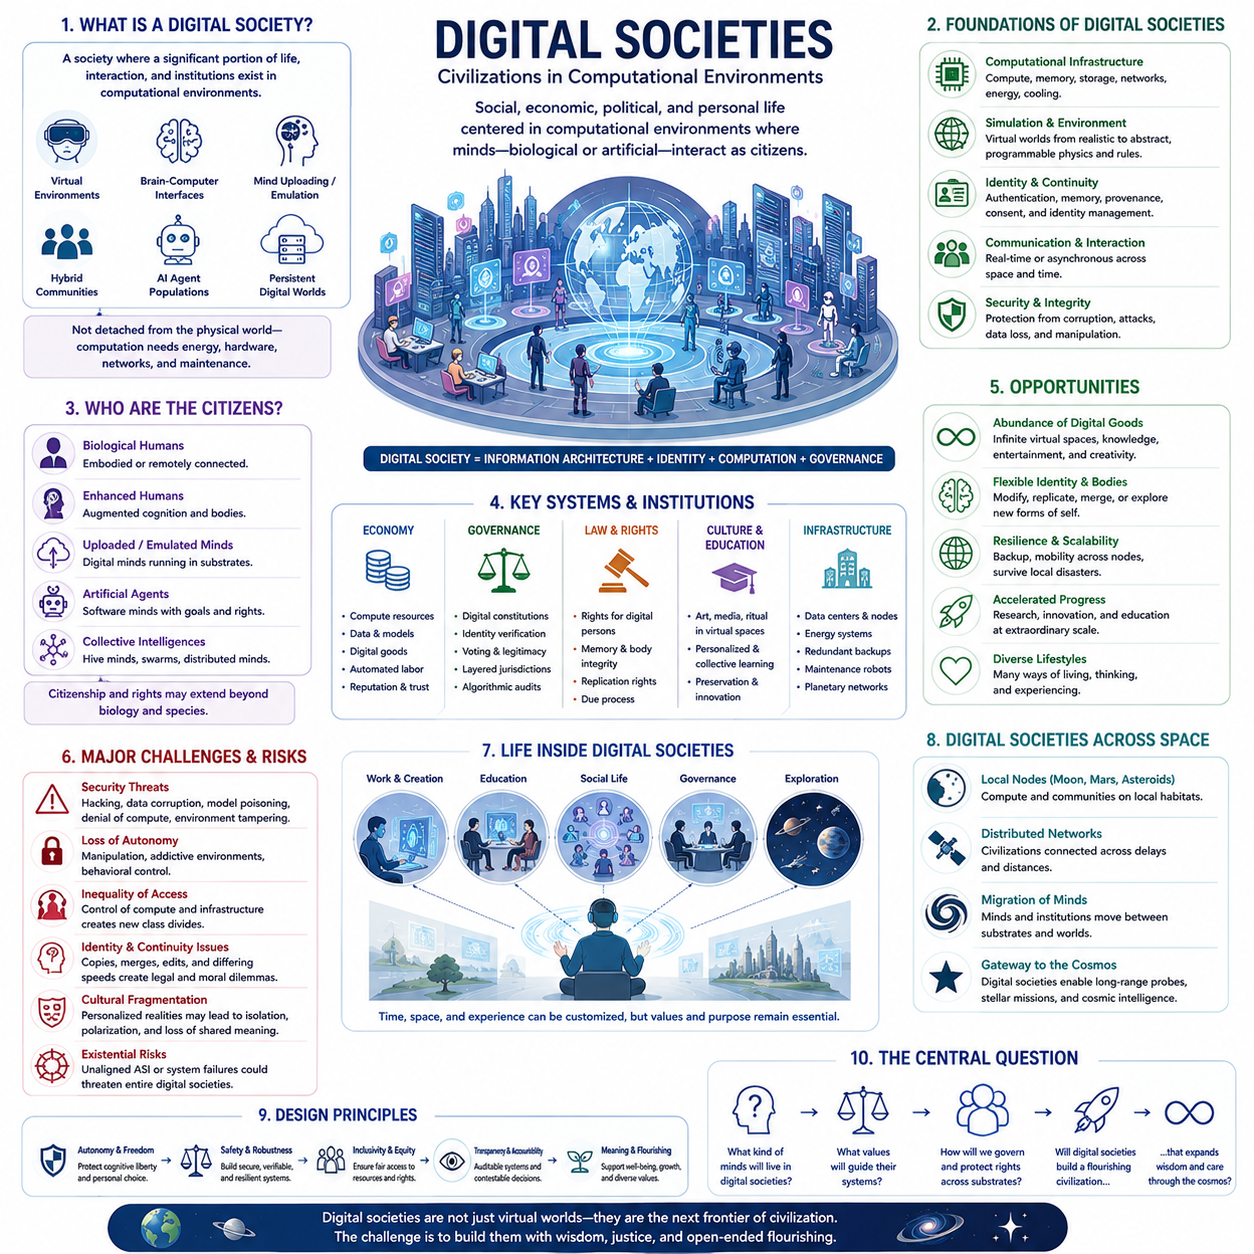 DIGITAL SOCIETIES
Civilizations in Computational Environments
Social, economic, political, and personal life
centered in computational environments where
minds—biological or artificial—interact as citizens.
DIGITAL SOCIETY = INFORMATION ARCHITECTURE + IDENTITY + COMPUTATION + GOVERNANCE
1. WHAT IS A DIGITAL SOCIETY?
A society where a significant portion of life,
interaction, and institutions exist in
computational environments.
Virtual
Environments
Brain-Computer
Interfaces
Mind Uploading /
Emulation
Hybrid
Communities
AI Agent
Populations
Persistent
Digital Worlds
Not detached from the physical world—
computation needs energy, hardware,
networks, and maintenance.
2. FOUNDATIONS OF DIGITAL SOCIETIES
Computational Infrastructure
Compute, memory, storage, networks,
energy, cooling.
Simulation & Environment
Virtual worlds from realistic to abstract,
programmable physics and rules.
Identity & Continuity
Authentication, memory, provenance,
consent, and identity management.
Communication & Interaction
Real-time or asynchronous across
space and time.
Security & Integrity
Protection from corruption, attacks,
data loss, and manipulation.
3. WHO ARE THE CITIZENS?
Biological Humans
Embodied or remotely connected.
Enhanced Humans
Augmented cognition and bodies.
Uploaded / Emulated Minds
Digital minds running in substrates.
Artificial Agents
Software minds with goals and rights.
Collective Intelligences
Hive minds, swarms, distributed minds.
Citizenship and rights may extend beyond
biology and species.
4. KEY SYSTEMS & INSTITUTIONS
ECONOMY
• Compute resources
• Data & models
• Digital goods
• Automated labor
• Reputation & trust
GOVERNANCE
• Digital constitutions
• Identity verification
• Voting & legitimacy
• Layered jurisdictions
• Algorithmic audits
LAW & RIGHTS
• Rights for digital
persons
• Memory & body
integrity
• Replication rights
• Due process
CULTURE &
EDUCATION
• Art, media, ritual
in virtual spaces
• Personalized &
collective learning
• Preservation &
innovation
INFRASTRUCTURE
• Data centers & nodes
• Energy systems
• Redundant backups
• Maintenance robots
• Planetary networks
5. OPPORTUNITIES
Abundance of Digital Goods
Infinite virtual spaces, knowledge,
entertainment, and creativity.
Flexible Identity & Bodies
Modify, replicate, merge, or explore
new forms of self.
Resilience & Scalability
Backup, mobility across nodes,
survive local disasters.
Accelerated Progress
Research, innovation, and education
at extraordinary scale.
Diverse Lifestyles
Many ways of living, thinking,
and experiencing.
6. MAJOR CHALLENGES & RISKS
Security Threats
Hacking, data corruption, model poisoning,
denial of compute, environment tampering.
Loss of Autonomy
Manipulation, addictive environments,
behavioral control.
Inequality of Access
Control of compute and infrastructure
creates new class divides.
Identity & Continuity Issues
Copies, merges, edits, and differing
speeds create legal and moral dilemmas.
Cultural Fragmentation
Personalized realities may lead to isolation,
polarization, and loss of shared meaning.
Existential Risks
Unaligned ASI or system failures could
threaten entire digital societies.
7. LIFE INSIDE DIGITAL SOCIETIES
Work & Creation
Education
Social Life
Governance
Exploration
Time, space, and experience can be customized, but values and purpose remain essential.
8. DIGITAL SOCIETIES ACROSS SPACE
Local Nodes (Moon, Mars, Asteroids)
Compute and communities on local habitats.
Distributed Networks
Civilizations connected across delays
and distances.
Migration of Minds
Minds and institutions move between
substrates and worlds.
Gateway to the Cosmos
Digital societies enable long-range probes,
stellar missions, and cosmic intelligence.
9. DESIGN PRINCIPLES
Autonomy & Freedom
Protect cognitive liberty
and personal choice.
Safety & Robustness
Build secure, verifiable,
and resilient systems.
Inclusivity & Equity
Ensure fair access to
resources and rights.
Transparency & Accountability
Auditable systems and
contestable decisions.
Meaning & Flourishing
Support well-being, growth,
and diverse values.
10. THE CENTRAL QUESTION
?
What kind of
minds will live in
digital societies?
What values
will guide their
systems?
How will we govern
and protect rights
across substrates?
Will digital societies
build a flourishing
civilization...
...that expands
wisdom and care
through the cosmos?
Digital societies are not just virtual worlds—they are the next frontier of civilization.
The challenge is to build them with wisdom, justice, and open-ended flourishing.